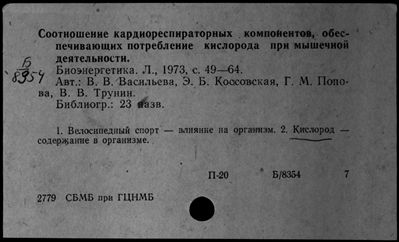 Соотношение кардиореспираторных компонентов, обес-
печивающих потребление кислорода при мышечной
деятельности.
Б
8354
Биоэнергетика. Л., 1973, с. 49—64.
Авт.: В. В. Васильева, Э. Б. Коссовская, Г. М. Попо-
ва, В. В. Трунин.
Библиогр.: 23 назв.
1. Велосипедный спорт — влияние на организм. 2. Кислород —
содержание в организме.
П-20 Б/8354 7
2779 СБМБ при ГЦНМБ